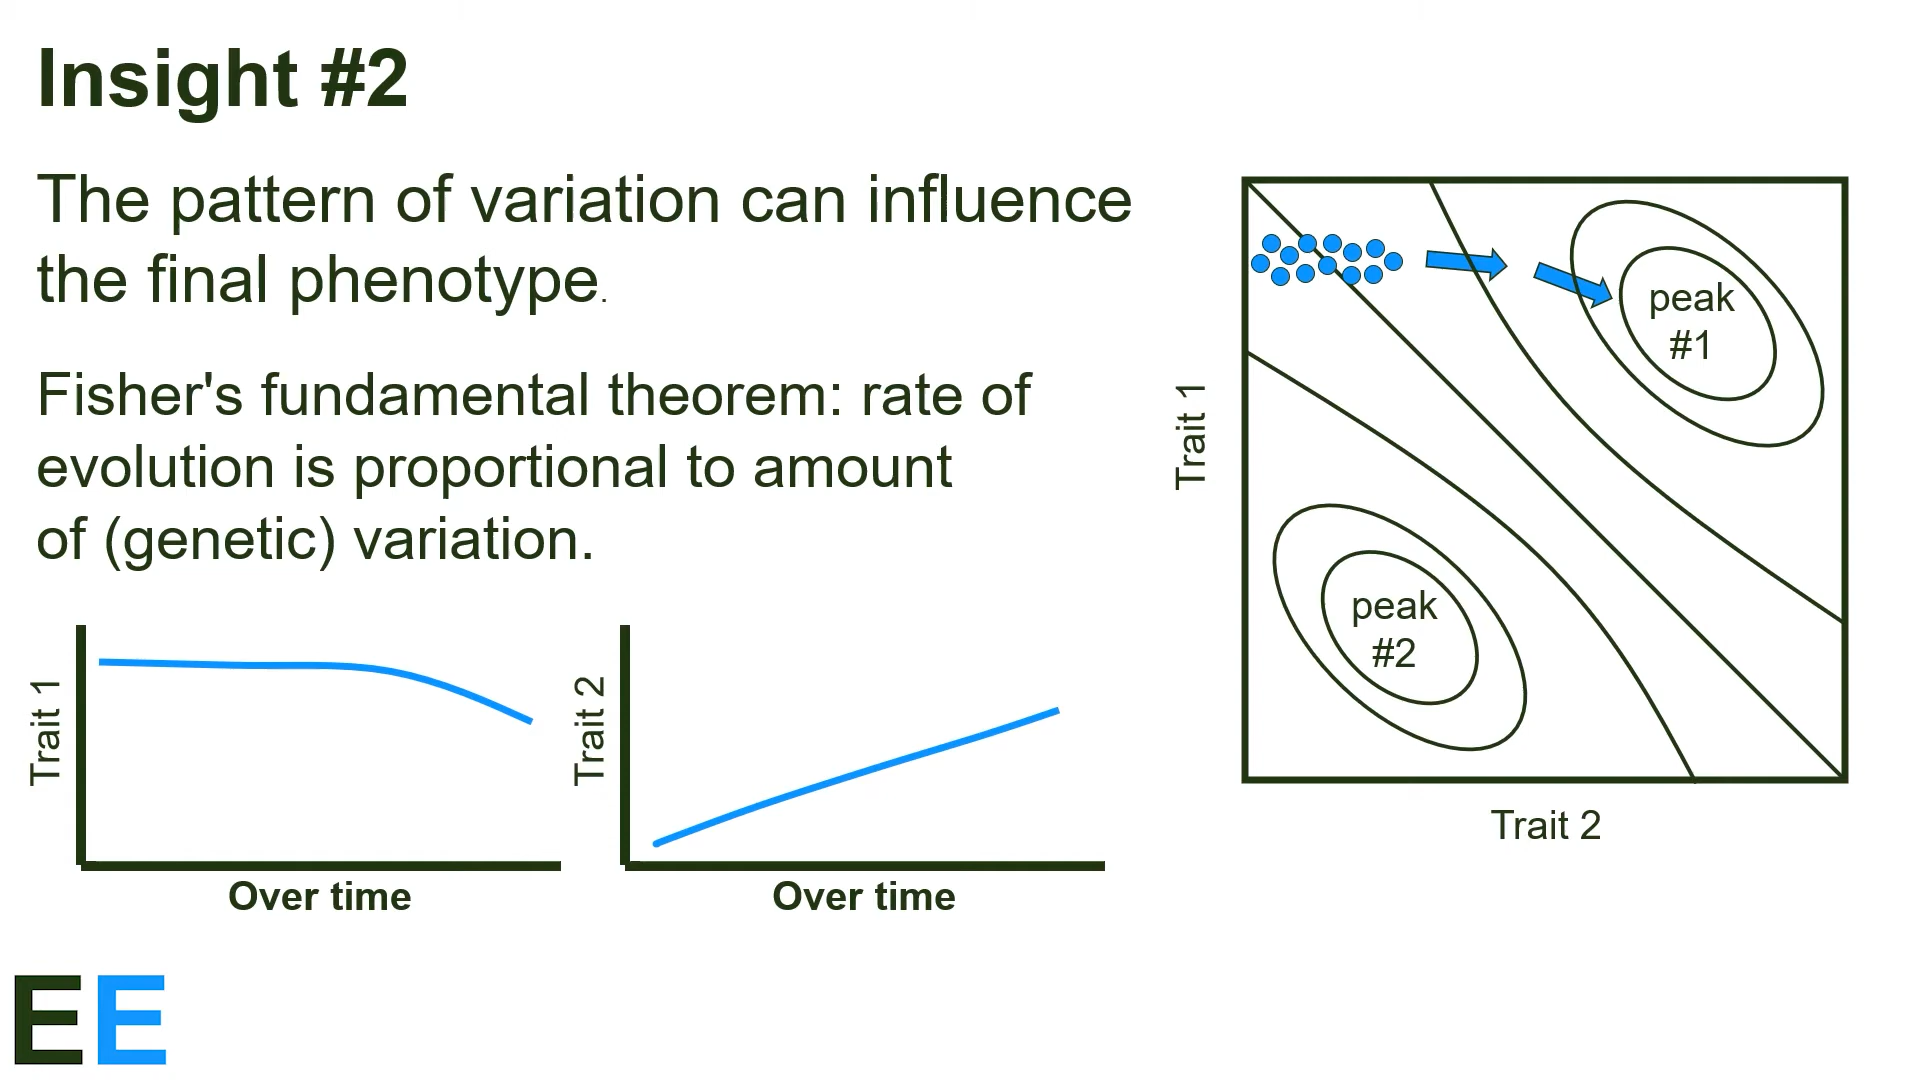 Insight #2
The pattern of variation can influence
the final phenotype.
Fisher's fundamental theorem: rate of
evolution is proportional to amount
of (genetic) variation.
Trait 1
Over time
Trait 2
Over time
Trait 1
peak
#1
peak
#2
Trait 2
EE